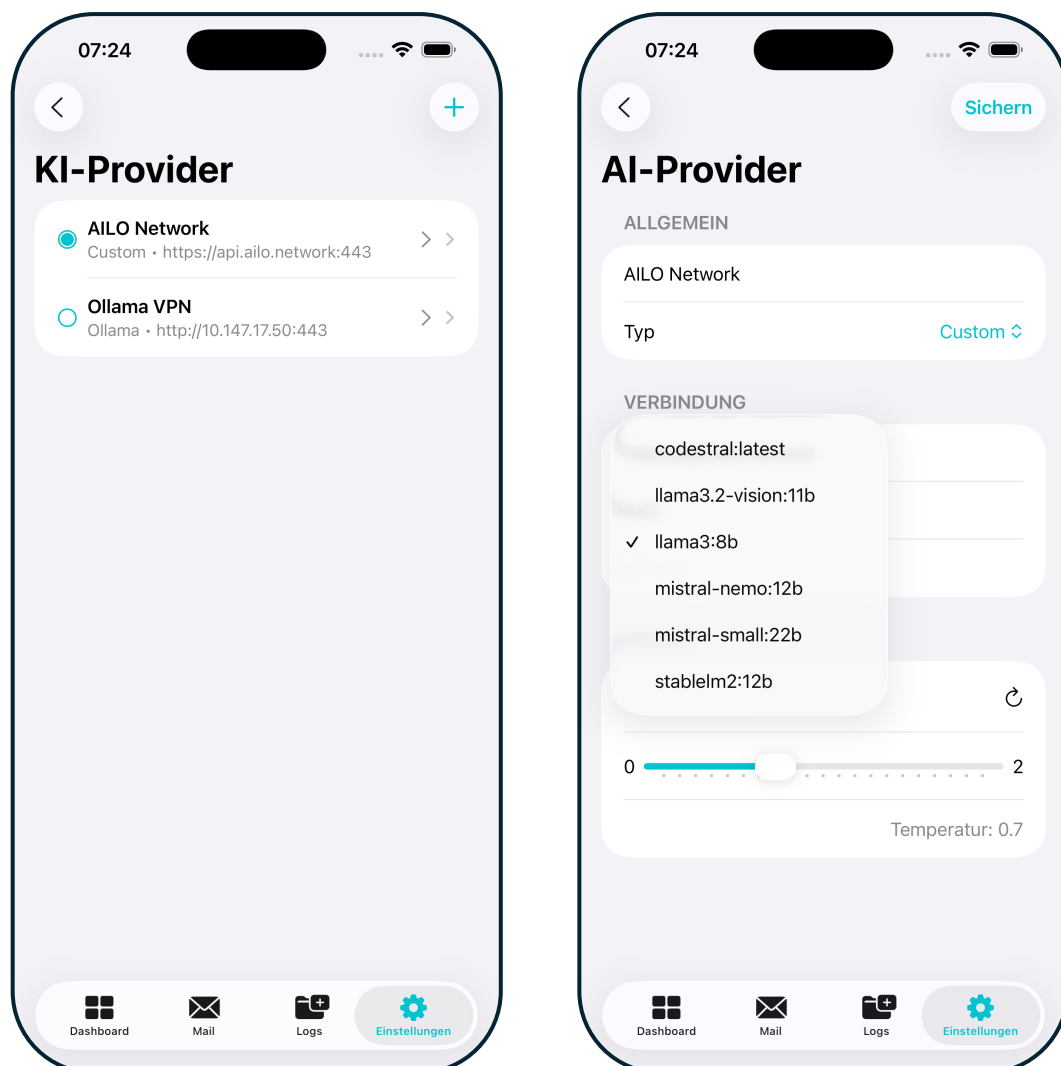 07:24
KI-Provider
AILO Network
Custom • https://api.ailo.network:443
Ollama VPN
Ollama • http://10.147.17.50:443
Dashboard
Mail
Logs
Einstellungen
07:24
Sichern
AI-Provider
ALLGEMEIN
AILO Network
Typ
Custom
VERBINDUNG
codestral:latest
llama3.2-vision:11b
llama3:8b
mistral-nemo:12b
mistral-small:22b
stablelm2:12b
0
2
Temperatur: 0.7
Dashboard
Mail
Logs
Einstellungen